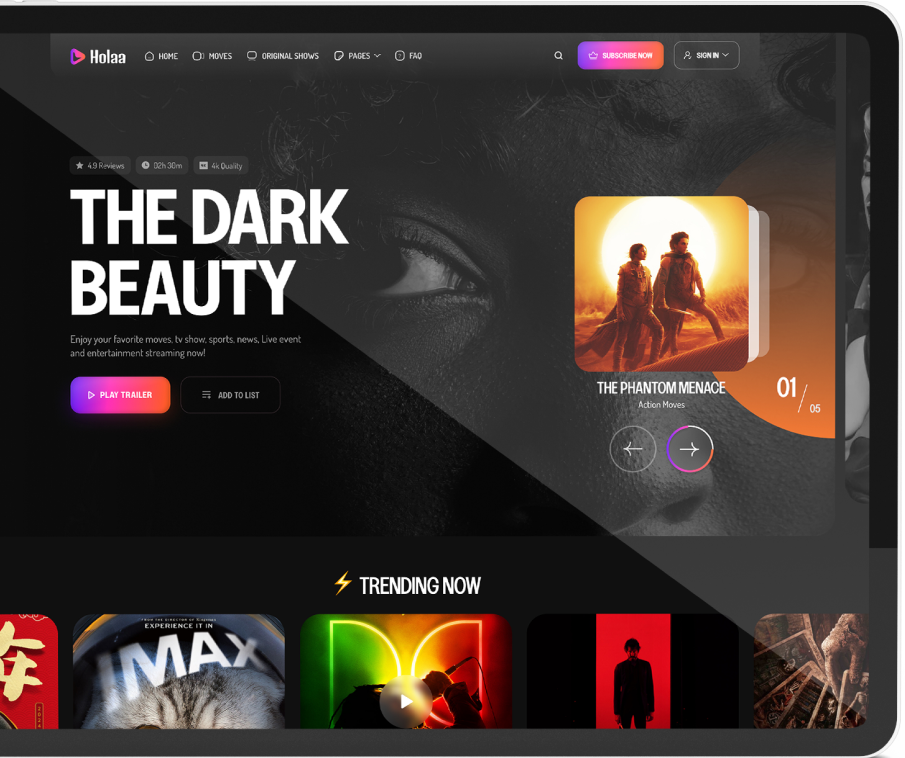 Holaa
HOME
MOVES
ORIGINAL SHOWS
PAGES
FAQ
SUBSCRIBE NOW
SIGN IN
4.9 Reviews
02h 30m
4k Quality
THE DARK
BEAUTY
Enjoy your favorite moves, tv show, sports, news, Live event
and entertainment streaming now!
PLAY TRAILER
ADD TO LIST
THE PHANTOM MENACE
Action Moves
01/
05
⚡ TRENDING NOW
年
2024
EXPERIENCE IT IN
IMAX